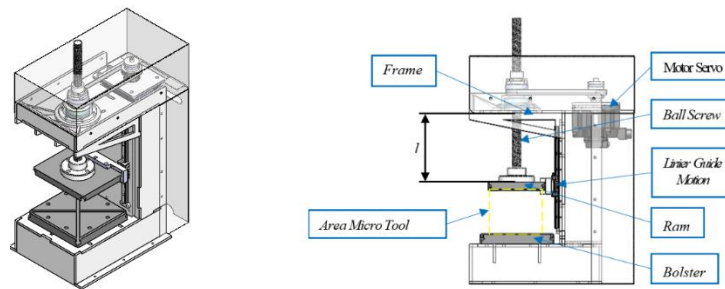 Frame
Motor Servo
Ball Screw
l
Linier Guide
Motion
Area Micro Tool
Ram
Bolster